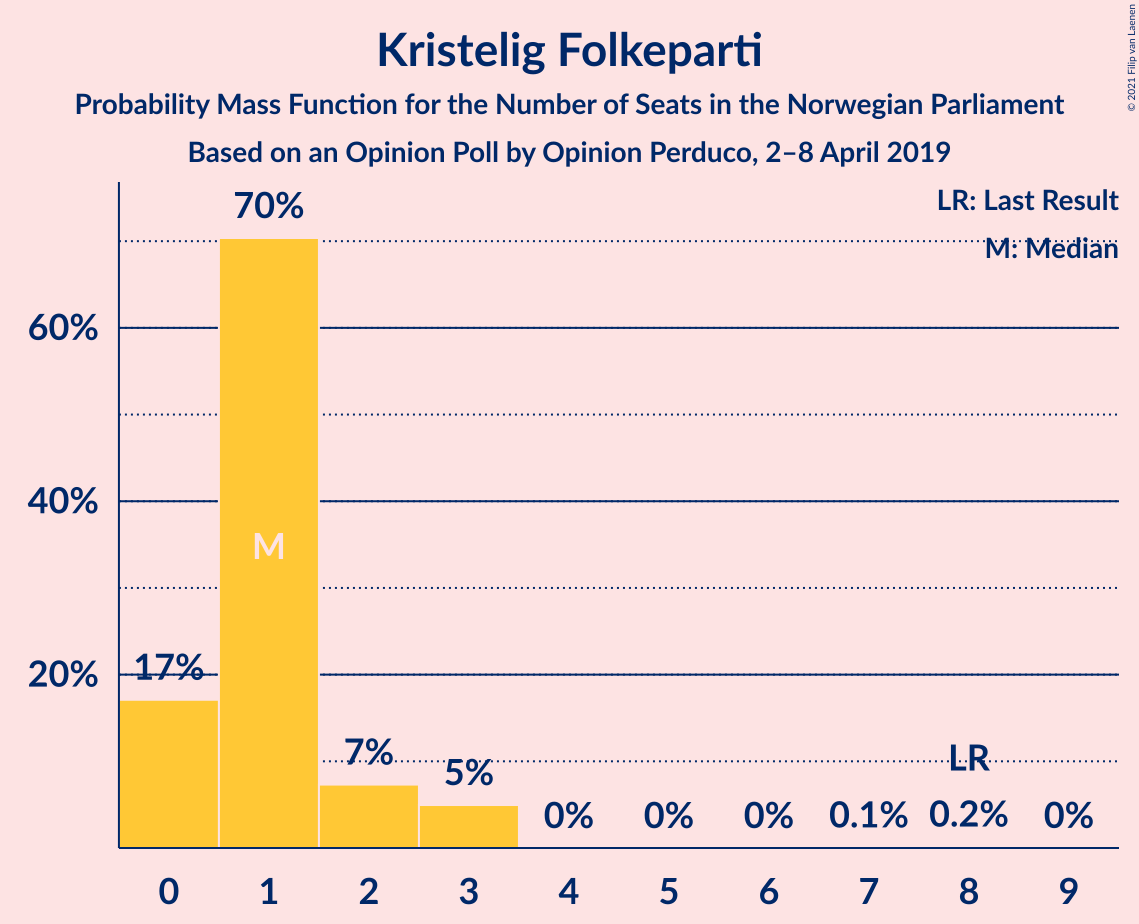 Kristelig Folkeparti
Probability Mass Function for the Number of Seats in the Norwegian Parliament
Based on an Opinion Poll by Opinion Perduco, 2–8 April 2019
© 2021 Filip van Laenen
LR: Last Result
M: Median
70%
60%
40%
M
20%
17%
7%
5%
LR
0%
0%
0%
0.1%
0.2%
0%
0
1
2
3
4
5
6
7
8
9